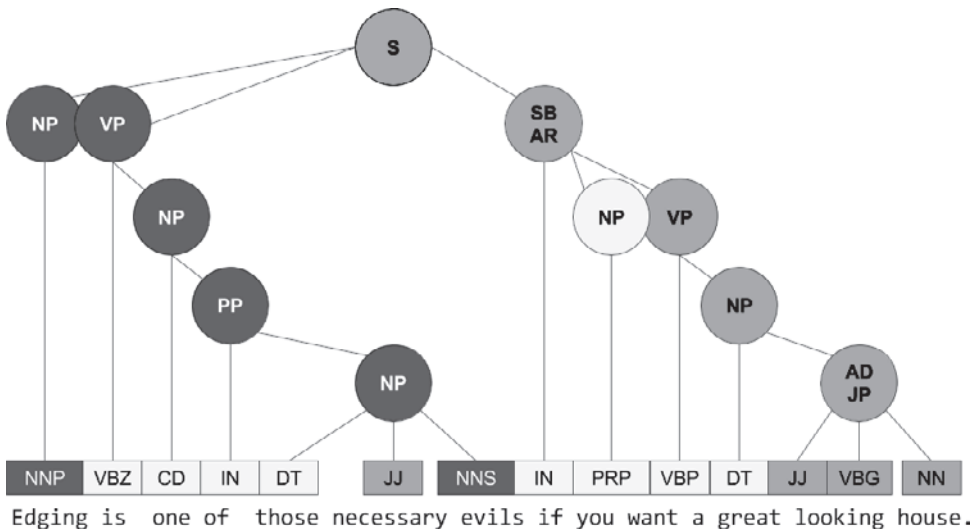 S
NP VP SB
AR
NP NP VP
PP NP
NP AD
JP
NNP VBZ CD IN DT JJ NNS IN PRP VBP DT JJ VBG NN
Edging is one of those necessary evils if you want a great looking house.